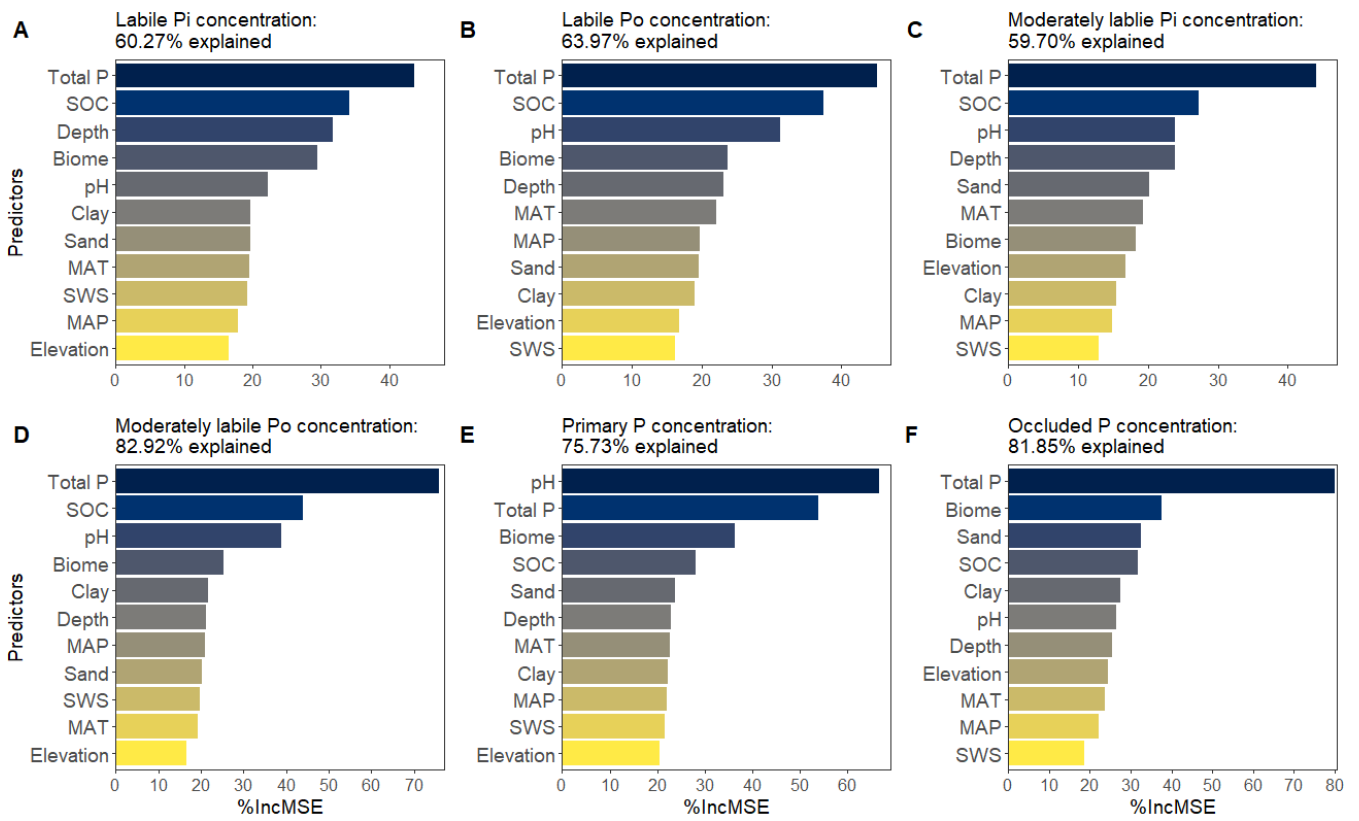 A
Labile Pi concentration:
60.27% explained
Predictors
Total P
SOC
Depth
Biome
pH
Clay
Sand
MAT
SWS
MAP
Elevation
0 10 20 30 40
B
Labile Po concentration:
63.97% explained
Total P
SOC
pH
Biome
Depth
MAT
MAP
Sand
Clay
Elevation
SWS
0 10 20 30 40
C
Moderately lablie Pi concentration:
59.70% explained
Total P
SOC
pH
Depth
Sand
MAT
Biome
Elevation
Clay
MAP
SWS
0 10 20 30 40
D
Moderately labile Po concentration:
82.92% explained
Predictors
Total P
SOC
pH
Biome
Clay
Depth
MAP
Sand
SWS
MAT
Elevation
0 10 20 30 40 50 60 70
%IncMSE
E
Primary P concentration:
75.73% explained
pH
Total P
Biome
SOC
Sand
Depth
MAT
Clay
MAP
SWS
Elevation
0 10 20 30 40 50 60
%IncMSE
F
Occluded P concentration:
81.85% explained
Total P
Biome
Sand
SOC
Clay
pH
Depth
Elevation
MAT
MAP
SWS
0 10 20 30 40 50 60 70 80
%IncMSE